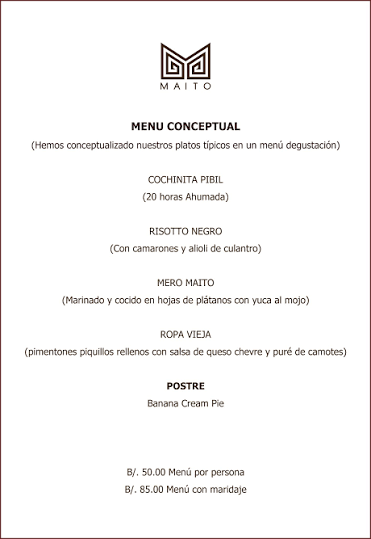 MAITO
MENU CONCEPTUAL
(Hemos conceptualizado nuestros platos típicos en un menú degustación)
COCHINITA PIBIL
(20 horas Ahumada)
RISOTTO NEGRO
(Con camarones y alioli de culantro)
MERO MAITO
(Marinado y cocido en hojas de plátanos con yuca al mojo)
ROPA VIEJA
(pimentones piquillos rellenos con salsa de queso chevre y puré de camotes)
POSTRE
Banana Cream Pie
B/. 50.00 Menú por persona
B/. 85.00 Menú con maridaje